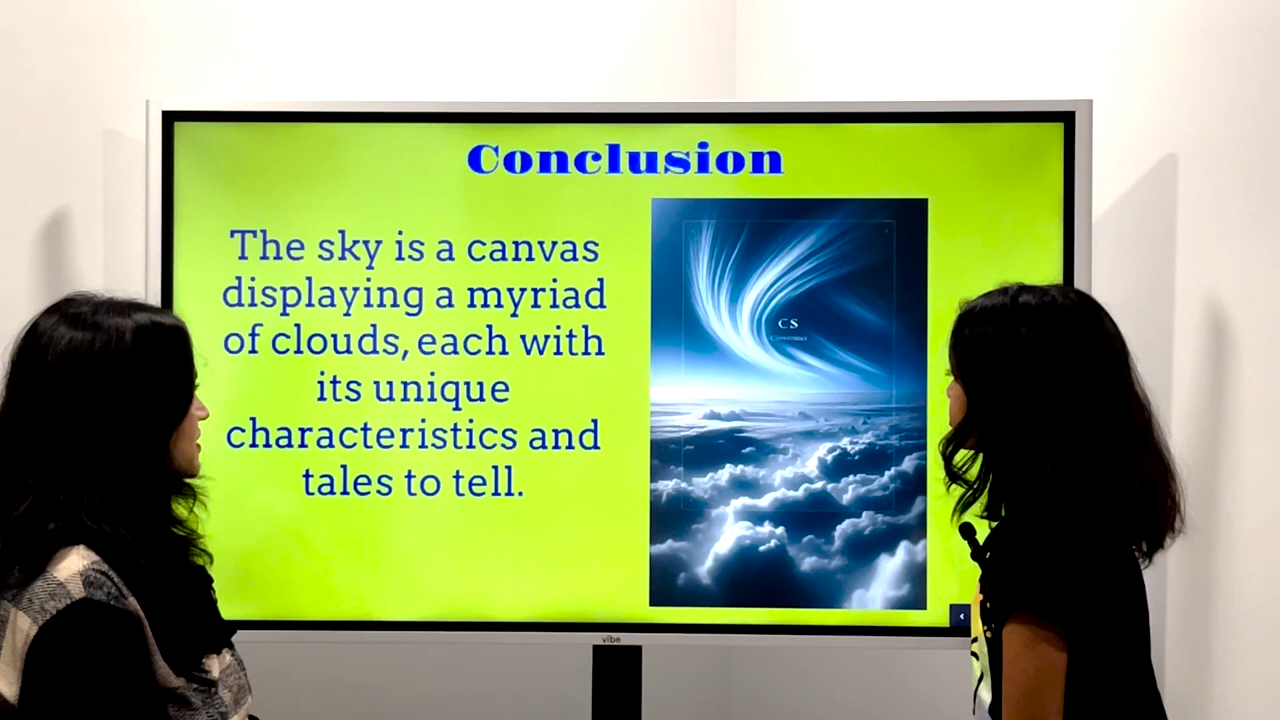 Conclusion
The sky is a canvas
displaying a myriad
of clouds, each with
its unique
characteristics and
tales to tell.
CS
vibe